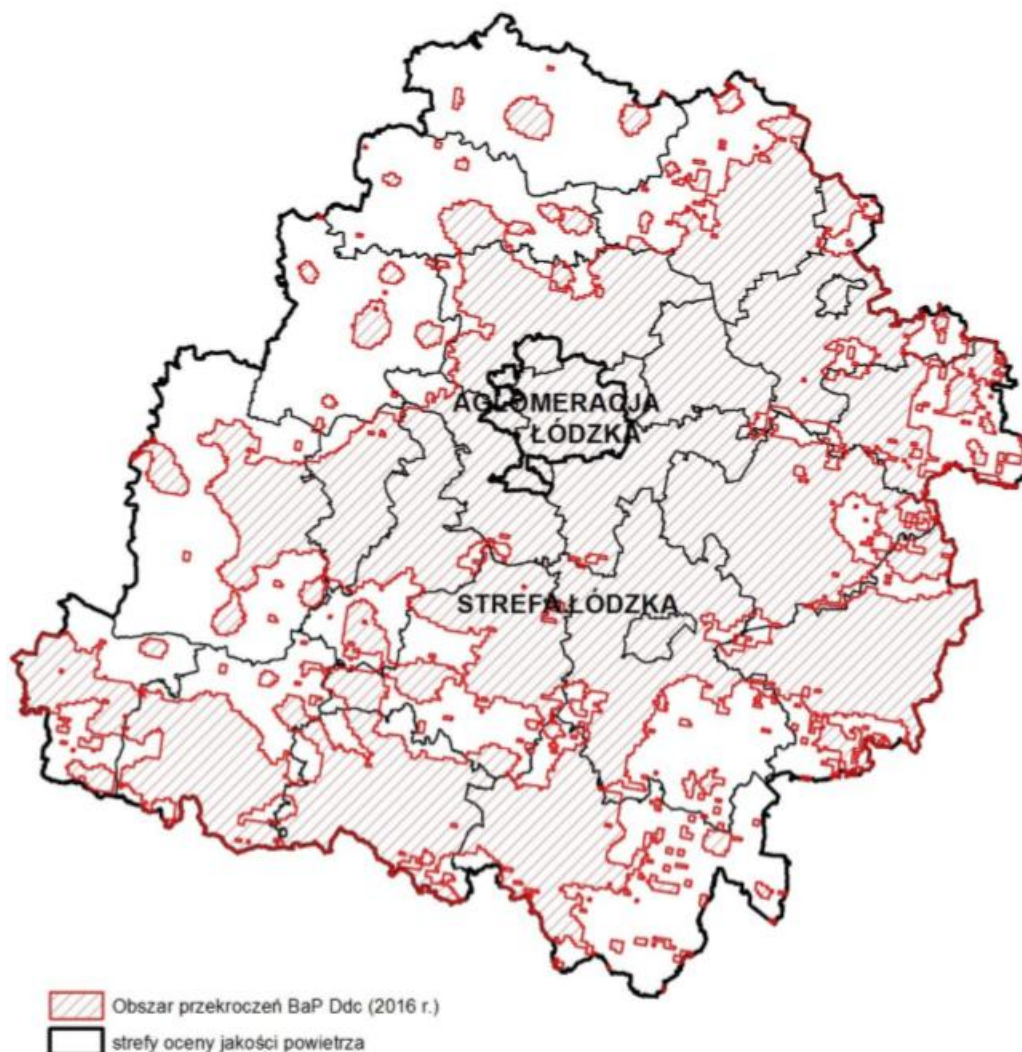 AGLOMERACJA
ŁÓDZKA
STREFA ŁÓDZKA
Obszar przekroczeń BaP Ddc (2016 r.)
strefy oceny jakości powietrza